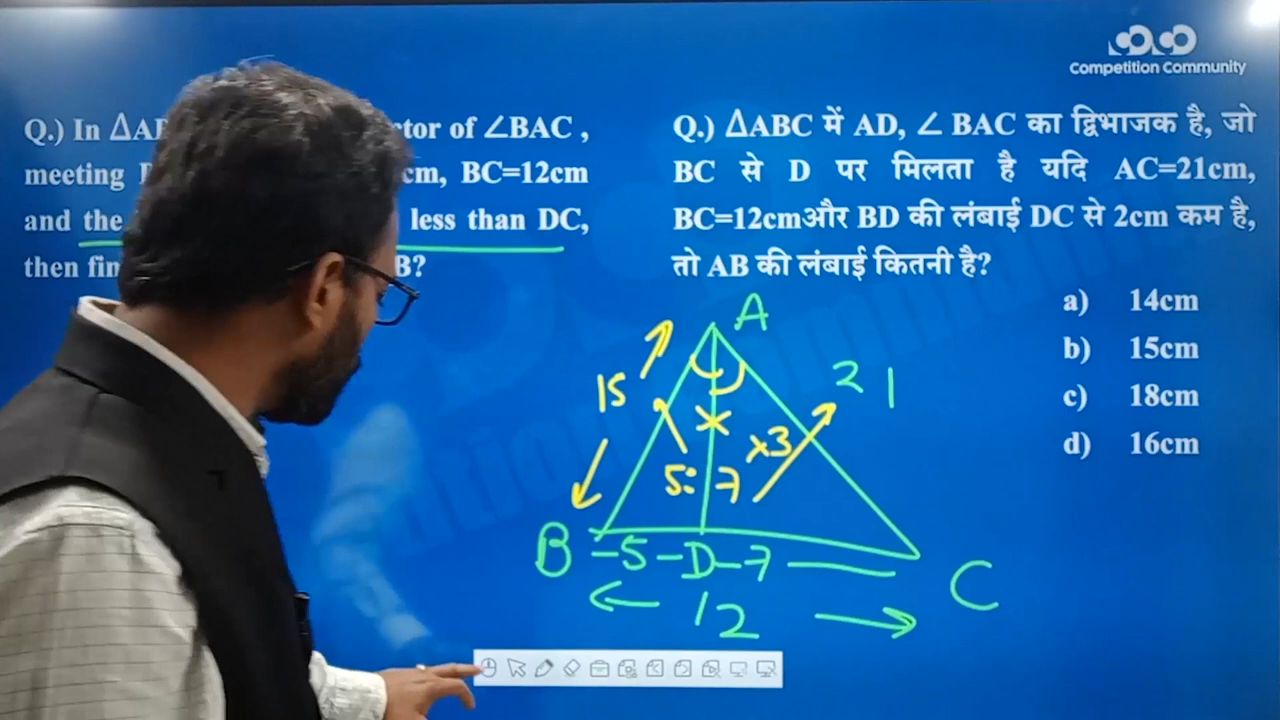 Competition Community
Q.) In ΔA ctor of ∠BAC ,
meeting cm, BC=12cm
and the less than DC,
then fin B?
Q.) ΔABC में AD, ∠ BAC का द्विभाजक है, जो
BC से D पर मिलता है यदि AC=21cm,
BC=12cmऔर BD की लंबाई DC से 2cm कम है,
तो AB की लंबाई कितनी है?
a) 14cm
b) 15cm
c) 18cm
d) 16cm
A
15
21
×3
5:7
B -5-D-7 C
12